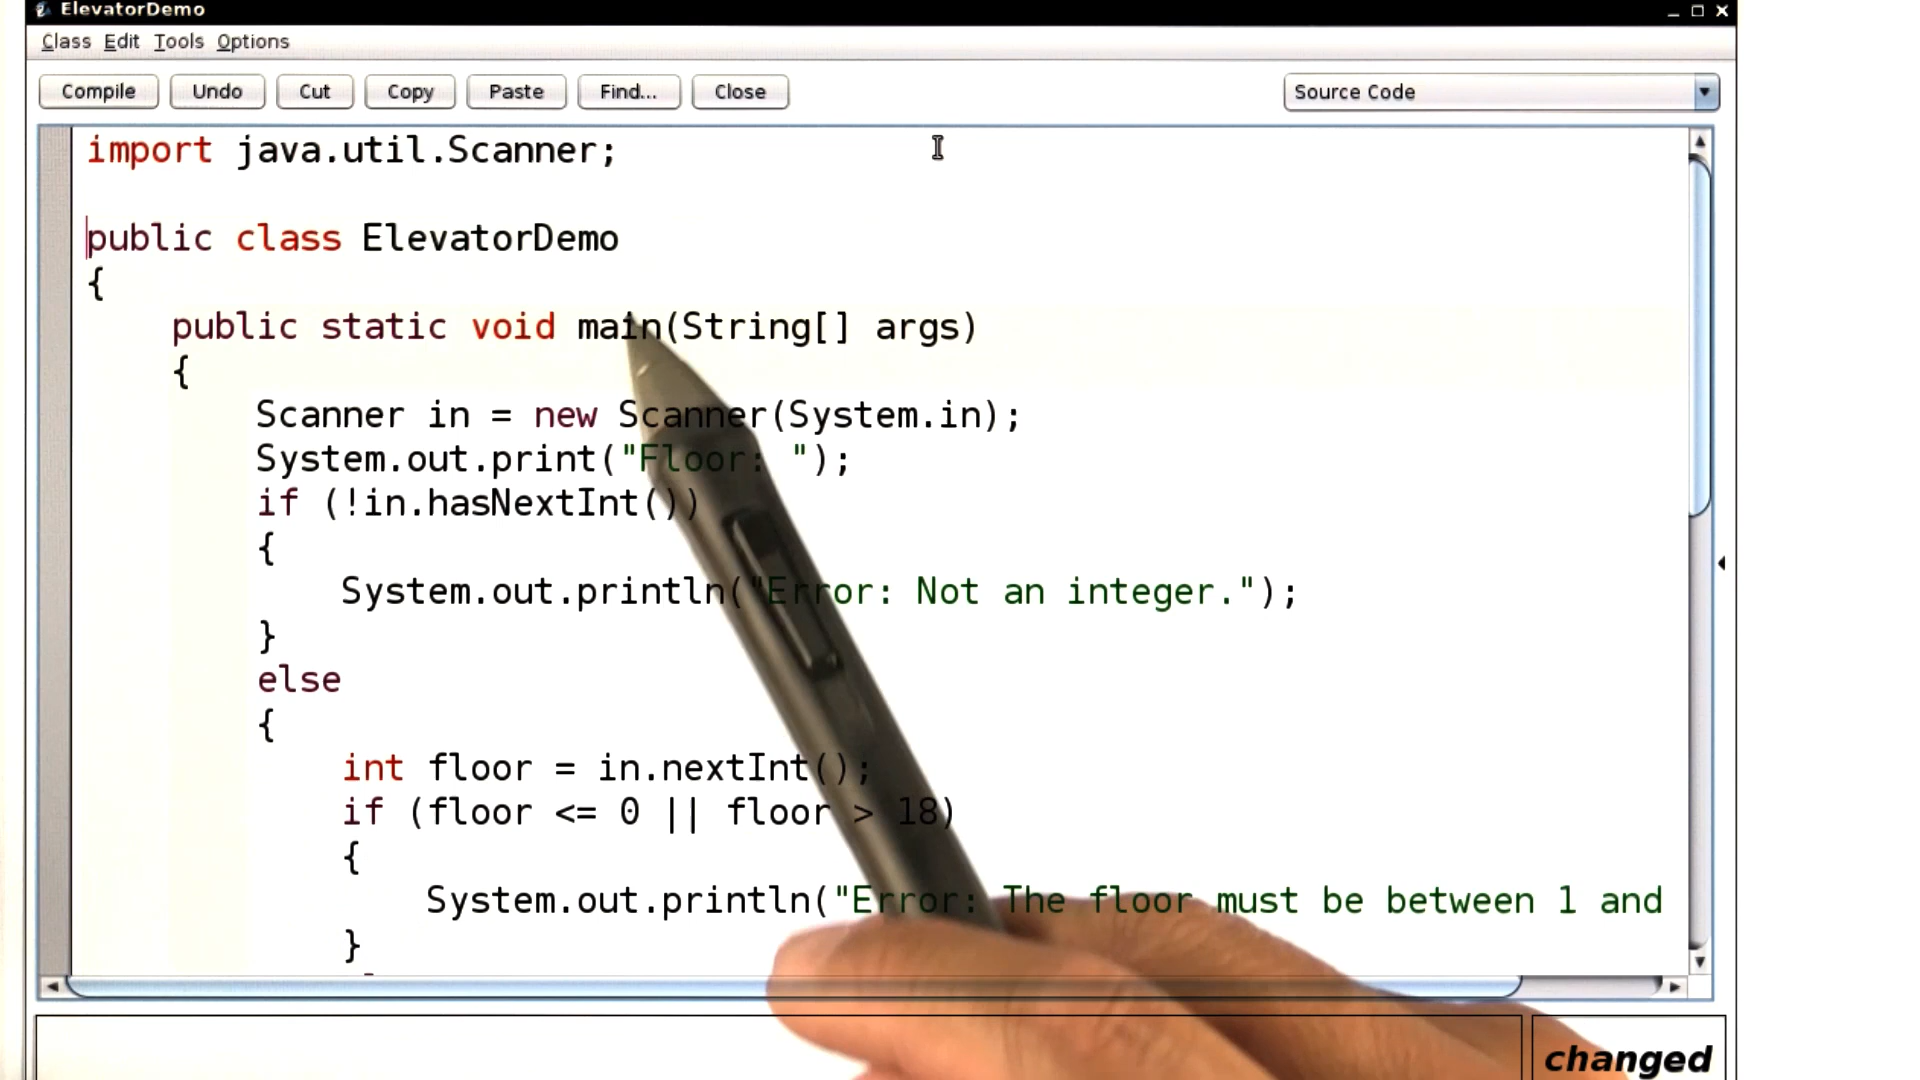 ElevatorDemo
Class Edit Tools Options
Compile Undo Cut Copy Paste Find... Close Source Code
import java.util.Scanner;
public class ElevatorDemo
{
public static void main(String[] args)
{
Scanner in = new Scanner(System.in);
System.out.print("Floor: ");
if (!in.hasNextInt())
{
System.out.println("Error: Not an integer.");
}
else
{
int floor = in.nextInt();
if (floor <= 0 || floor > 18)
{
System.out.println("Error: The floor must be between 1 and
}
changed